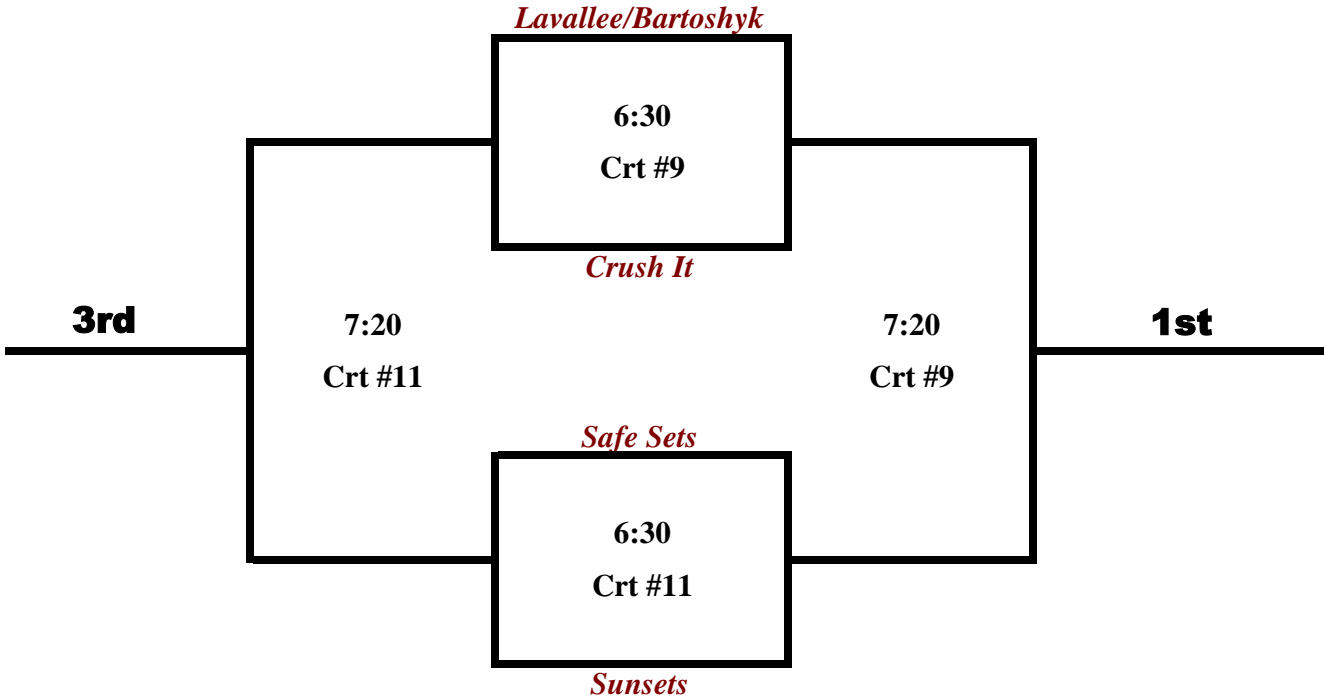 Lavallee/Bartoshyk
6:30
Crt #9
Crush It
3rd
7:20
Crt #11
7:20
Crt #9
1st
Safe Sets
6:30
Crt #11
Sunsets